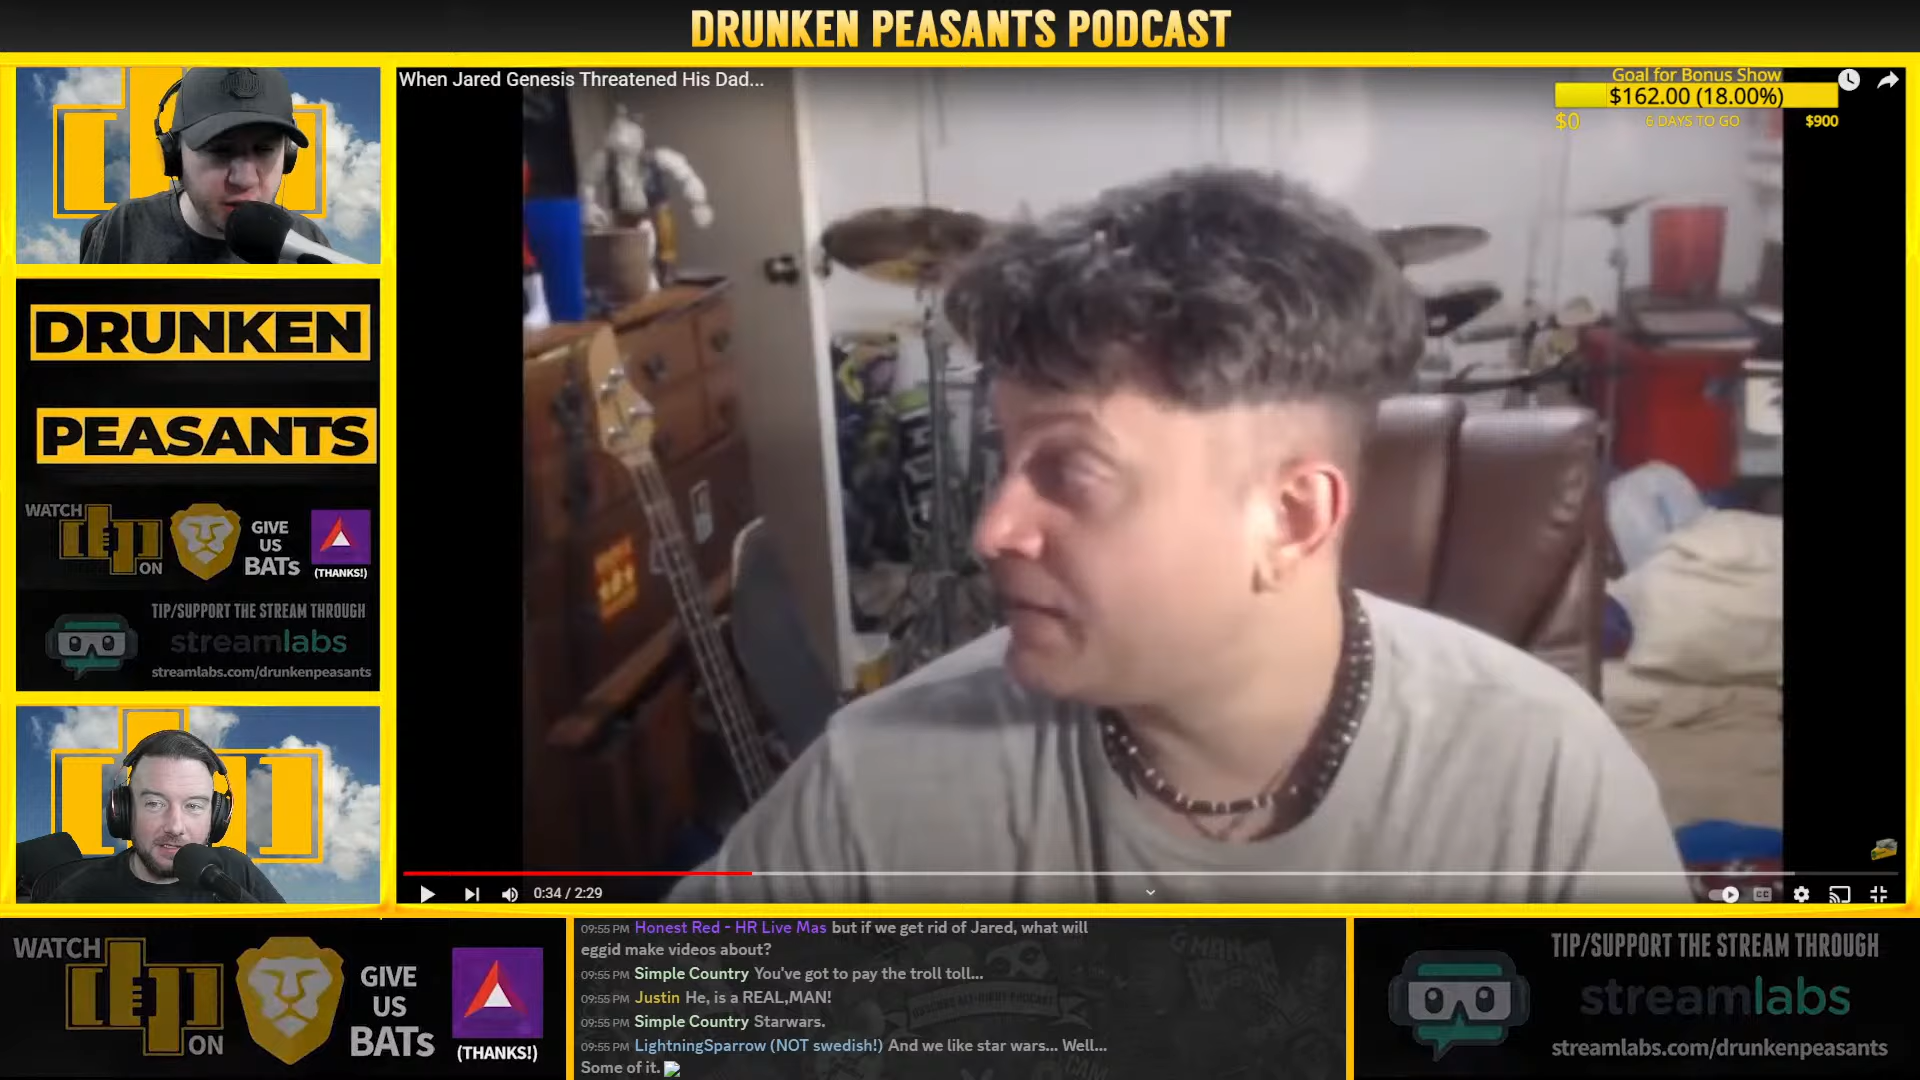 DRUNKEN PEASANTS PODCAST
When Jared Genesis Threatened His Dad...
Goal for Bonus Show
$162.00 (18.00%)
$0
6 DAYS TO GO
$900
DRUNKEN
PEASANTS
WATCH
ON
GIVE
US
BATs
(THANKS!)
TIP/SUPPORT THE STREAM THROUGH
streamlabs
streamlabs.com/drunkenpeasants
0:34 / 2:29
CC
WATCH
ON
GIVE
US
BATs
(THANKS!)
09:55 PM Honest Red - HR Live Mas but if we get rid of Jared, what will
eggid make videos about?
09:55 PM Simple Country You've got to pay the troll toll...
09:55 PM Justin He, is a REAL,MAN!
09:55 PM Simple Country Starwars.
09:55 PM LightningSparrow (NOT swedish!) And we like star wars... Well...
Some of it.
TIP/SUPPORT THE STREAM THROUGH
streamlabs
streamlabs.com/drunkenpeasants